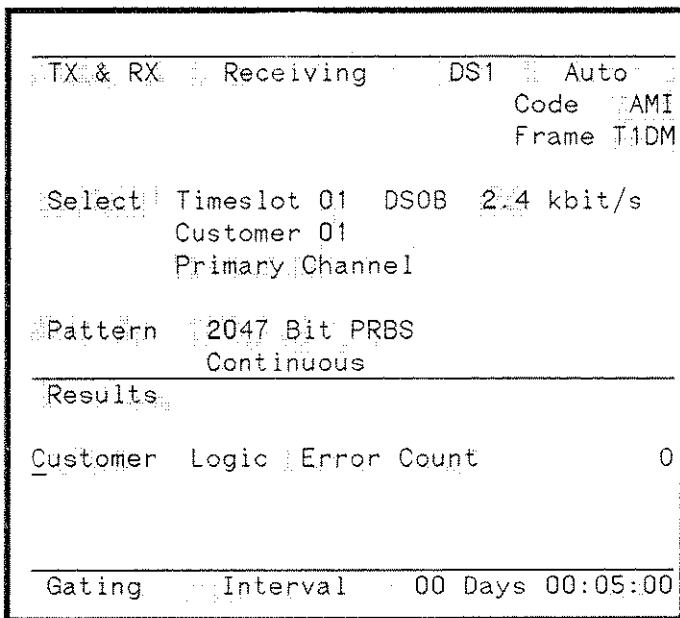 TX & RX Receiving DS1 Auto
Code AMI
Frame T1DM
Select Timeslot 01 DS0B 2.4 kbit/s
Customer 01
Primary Channel
Pattern 2047 Bit PRBS
Continuous
Results
Customer Logic Error Count 0
Gating Interval 00 Days 00:05:00